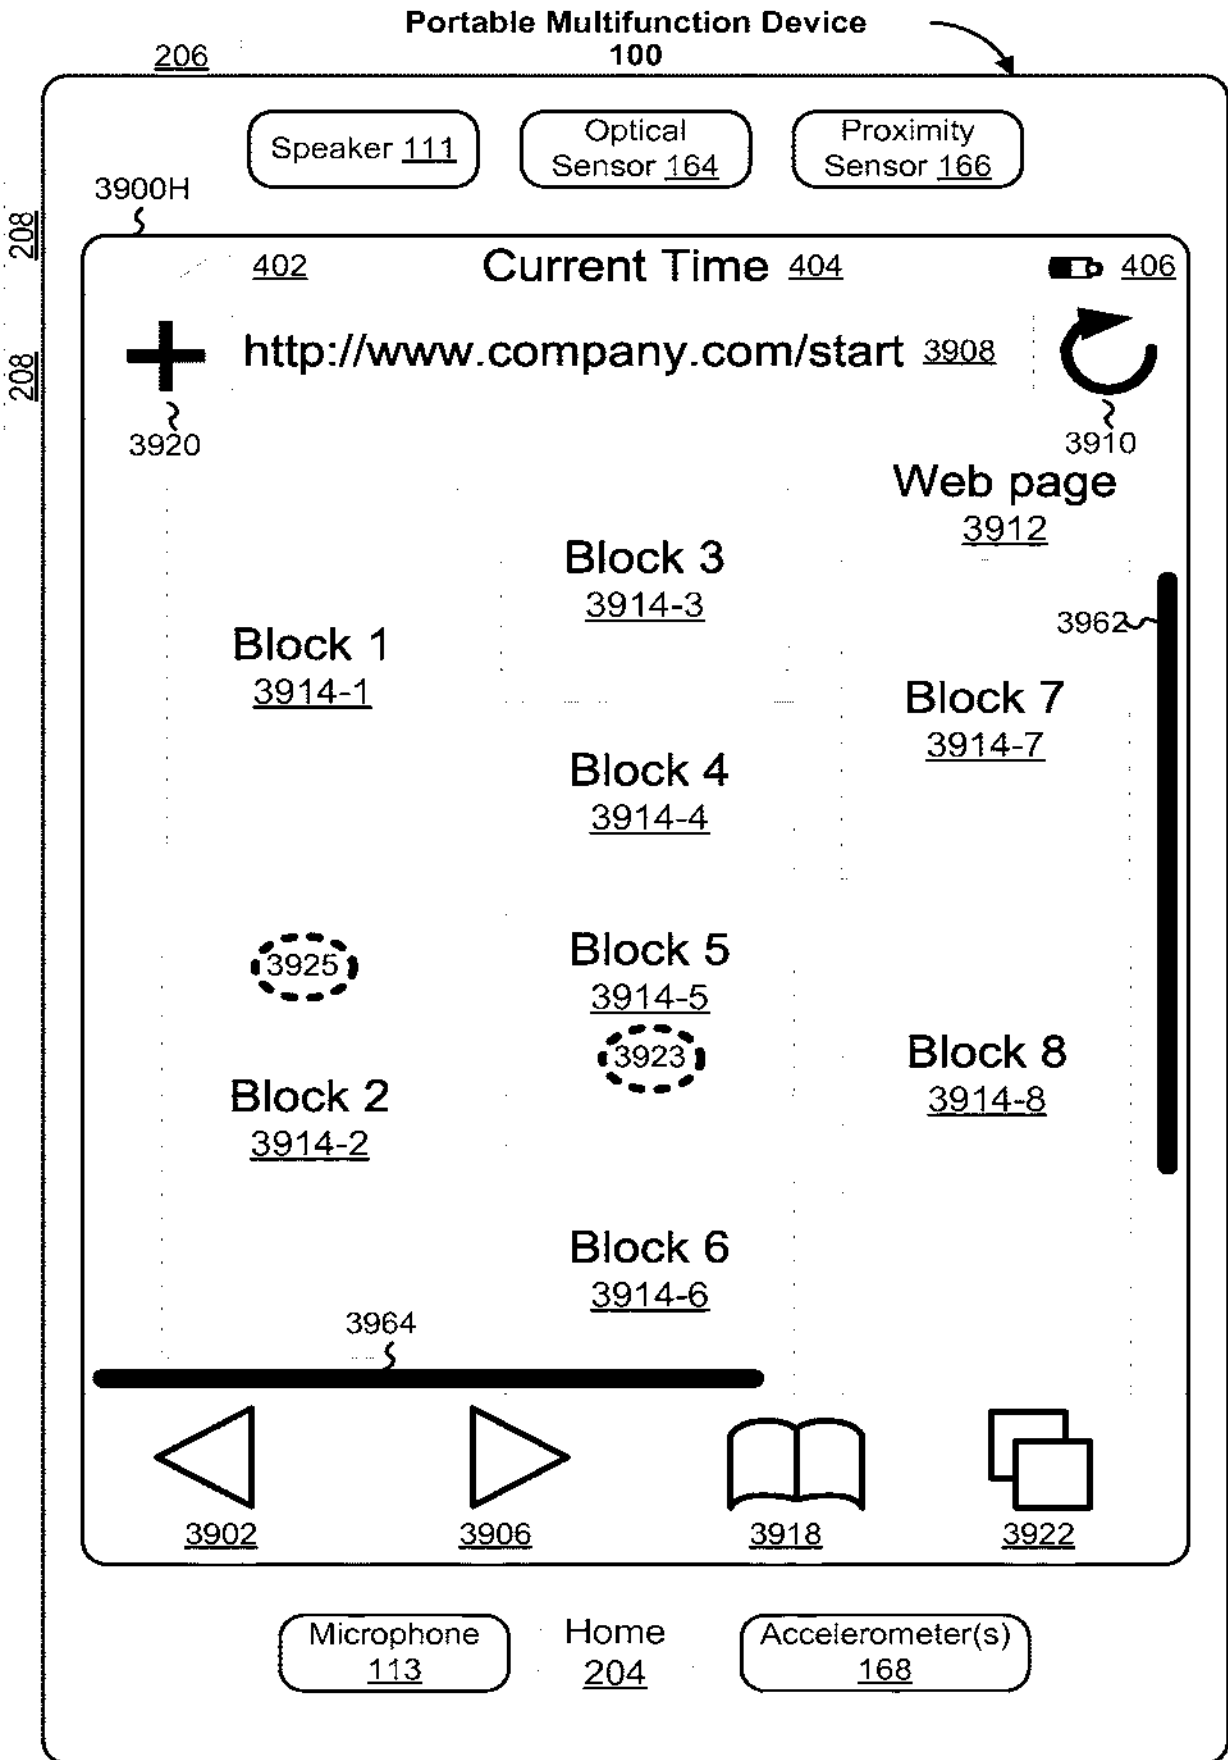 Portable Multifunction Device
100
206
Speaker 111
Optical
Sensor 164
Proximity
Sensor 166
3900H
208
208
402
Current Time 404
406
http://www.company.com/start 3908
3920
3910
Web page
3912
Block 3
3914-3
3962
Block 1
3914-1
Block 7
3914-7
Block 4
3914-4
3925
Block 5
3914-5
3923
Block 8
3914-8
Block 2
3914-2
Block 6
3914-6
3964
3902
3906
3918
3922
Microphone
113
Home
204
Accelerometer(s)
168